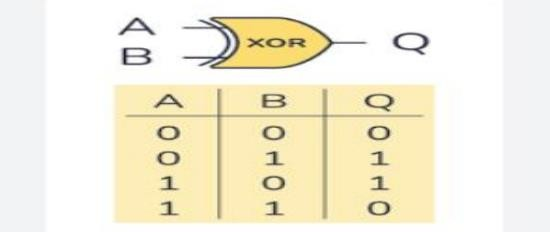 A
XOR Q
B
A B Q
0 0 0
0 1 1
1 0 1
1 1 0